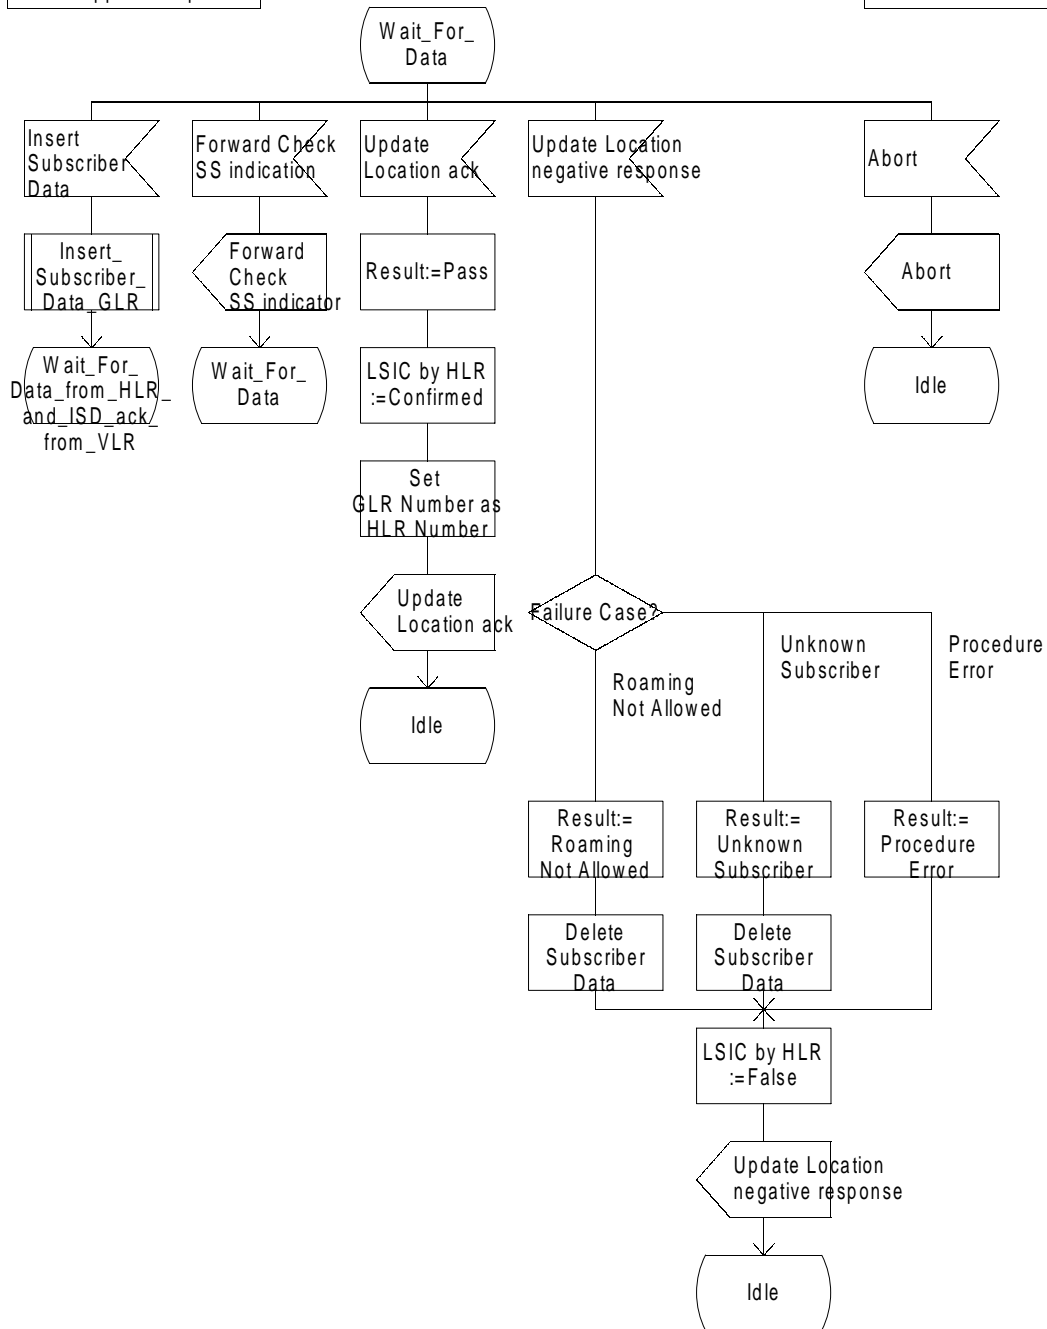 Wait_For_
Data
Insert
Subscriber
Data
Forward Check
SS indication
Update
Location ack
Update Location
negative response
Abort
Insert_
Subscriber_
Data_GLR
Forward
Check
SS indicator
Result:=Pass
Abort
Wait_For_
Data_from_HLR_
and_ISD_ack_
from_VLR
Wait_For_
Data
LSIC by HLR
:=Confirmed
Idle
Set
GLR Number as
HLR Number
Update
Location ack
Failure Case?
Unknown
Subscriber
Procedure
Error
Roaming
Not Allowed
Idle
Result:=
Roaming
Not Allowed
Result:=
Unknown
Subscriber
Result:=
Procedure
Error
Delete
Subscriber
Data
Delete
Subscriber
Data
LSIC by HLR
:=False
Update Location
negative response
Idle